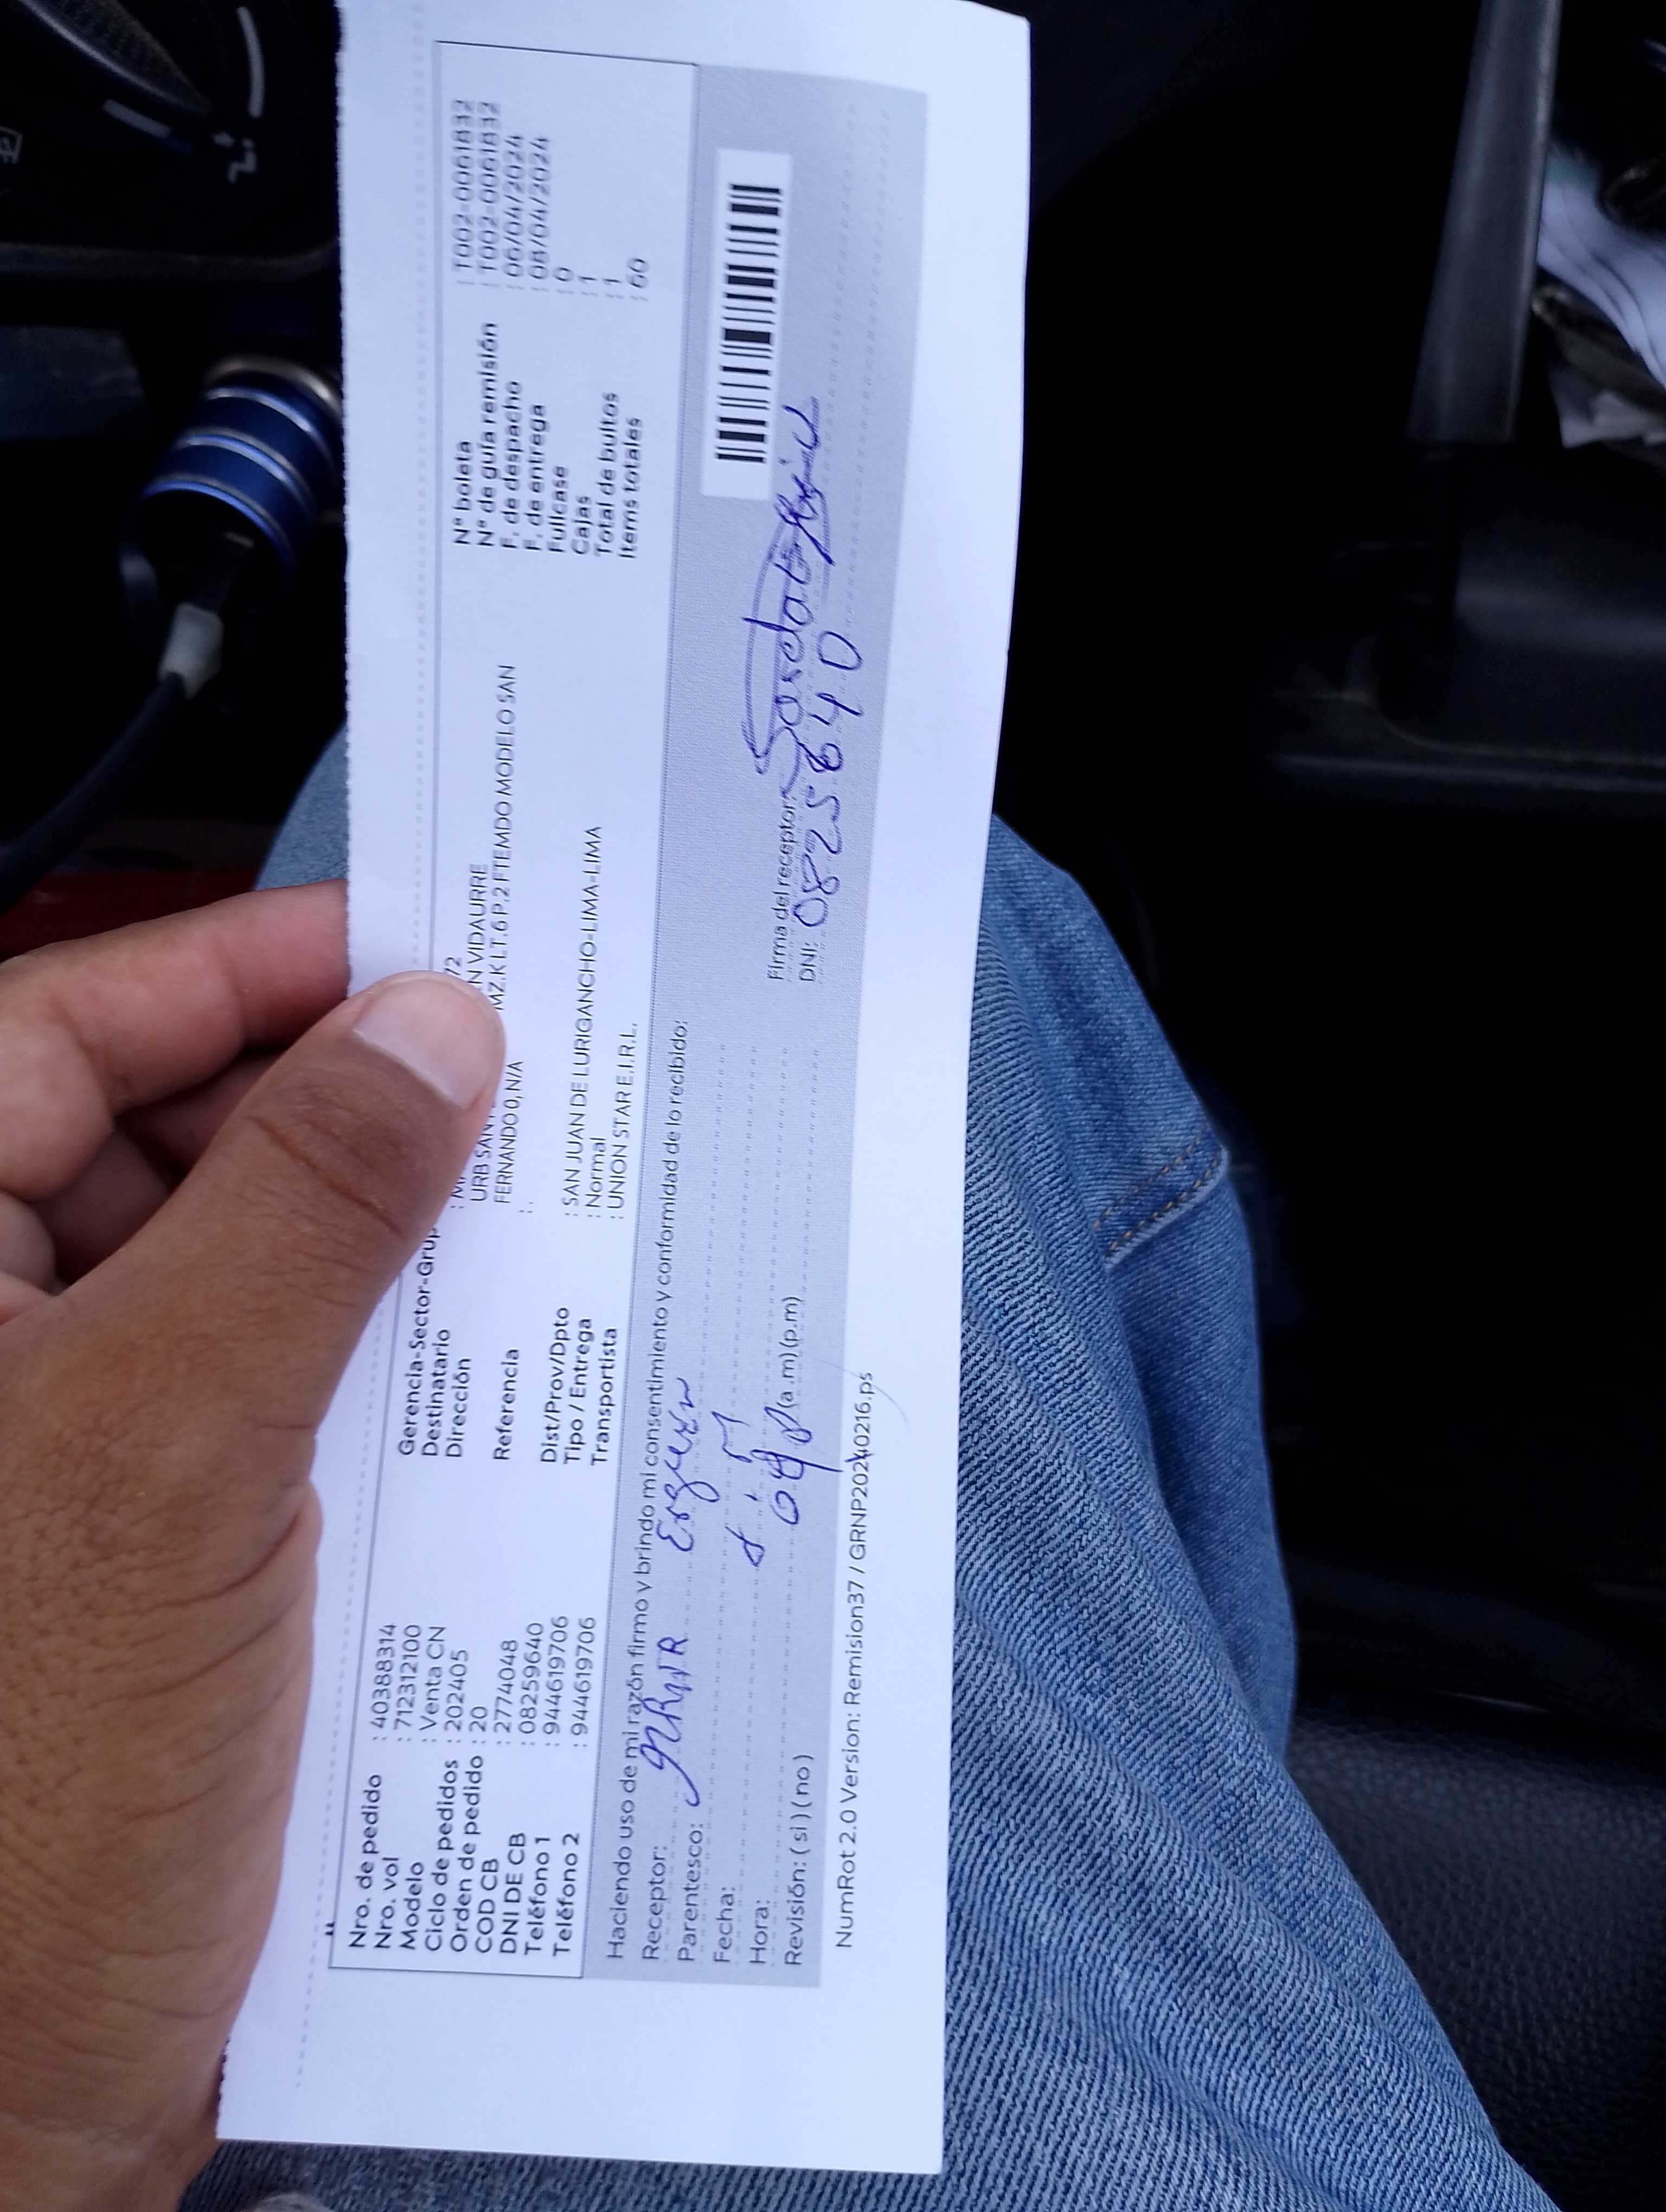 Nro. de pedido : 40388314
Nro. vol : 712312100
Modelo : Venta CN
Ciclo de pedidos : 202405
Orden de pedido : 20
COD CB : 2774048
DNI DE CB : 08259640
Teléfono 1 : 944619706
Teléfono 2 : 944619706
Gerencia-Sector-Grup
Destinatario
Dirección : N VIDAURRE
URB SAN MZ.K LT.6 P.2 FTEMDO MODELO SAN
FERNANDO 0, N/A
Referencia :
Dist/Prov/Dpto : SAN JUAN DE LURIGANCHO-LIMA-LIMA
Tipo / Entrega : Normal
Transportista : UNION STAR E.I.R.L.
N° boleta : T002-0061832
N° de guía remisión : T002-0061832
F. de despacho : 06/04/2024
F. de entrega : 08/04/2024
Fullcase : 0
Cajas : 1
Total de bultos : 1
Items totales : 60
Haciendo uso de mi razón firmo y brindo mi consentimiento y conformidad de lo recibido:
Receptor:
Parentesco:
Fecha:
Hora: (a.m)(p.m)
Revisión: ( si ) ( no )
Firma del receptor:
DNI:
NumRot 2.0 Version: Remision37 / GRNP20240216.ps